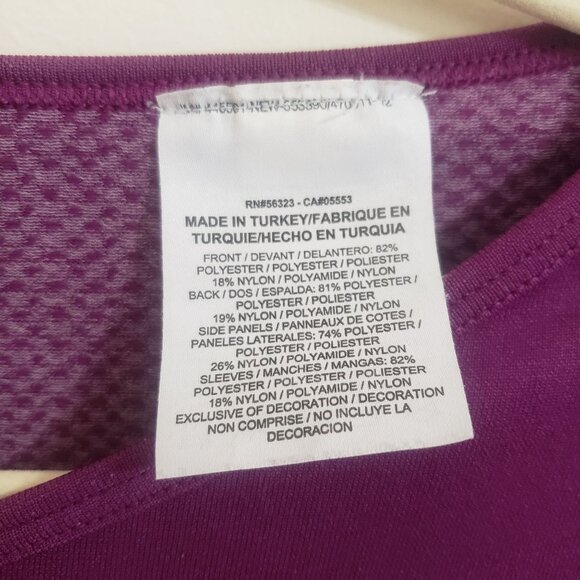 RN#56323 - CA#05553
MADE IN TURKEY/FABRIQUE EN
TURQUIE/HECHO EN TURQUIA
FRONT / DEVANT / DELANTERO: 82%
POLYESTER / POLYESTER / POLIESTER
18% NYLON / POLYAMIDE / NYLON
BACK / DOS / ESPALDA: 81% POLYESTER /
POLYESTER / POLIESTER
19% NYLON / POLYAMIDE / NYLON
SIDE PANELS / PANNEAUX DE COTES /
PANELES LATERALES: 74% POLYESTER /
POLYESTER / POLIESTER
26% NYLON / POLYAMIDE / NYLON
SLEEVES / MANCHES / MANGAS: 82%
POLYESTER / POLYESTER / POLIESTER
18% NYLON / POLYAMIDE / NYLON
EXCLUSIVE OF DECORATION / DECORATION
NON COMPRISE / NO INCLUYE LA
DECORACION